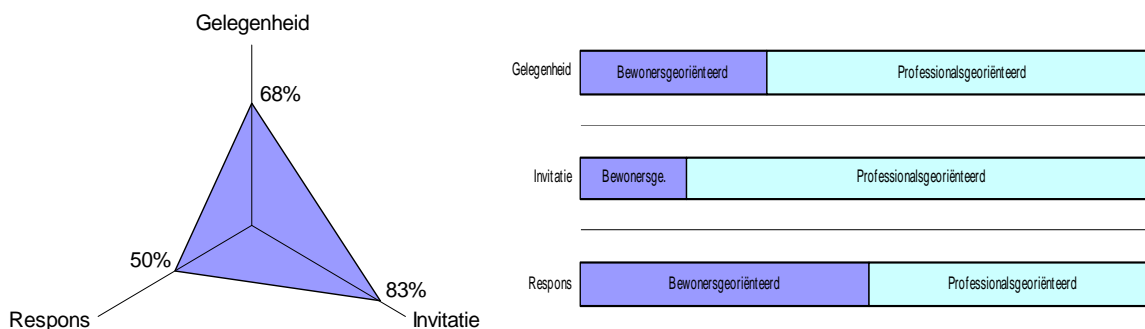 Gelegenheid
68%
50%
83%
Respons
Invitatie
Gelegenheid
Bewonersgeoriënteerd
Professionalsgeoriënteerd
Invitatie
Bewonersge.
Professionalsgeoriënteerd
Respons
Bewonersgeoriënteerd
Professionalsgeoriënteerd